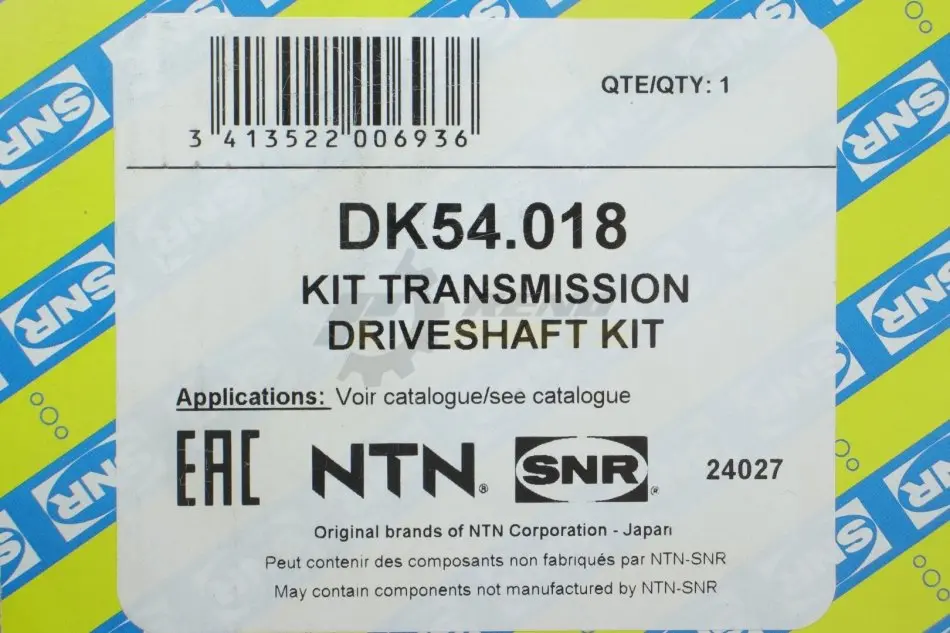 SNR
SNR
QTE/QTY: 1
3 413522 006936
DK54.018
KIT TRANSMISSION
DRIVESHAFT KIT
Applications: Voir catalogue/see catalogue
EAC NTN® SNR® 24027
Original brands of NTN Corporation - Japan
Peut contenir des composants non fabriqués par NTN-SNR
May contain components not manufactured by NTN-SNR
SNR
SNR
SNR
SNR